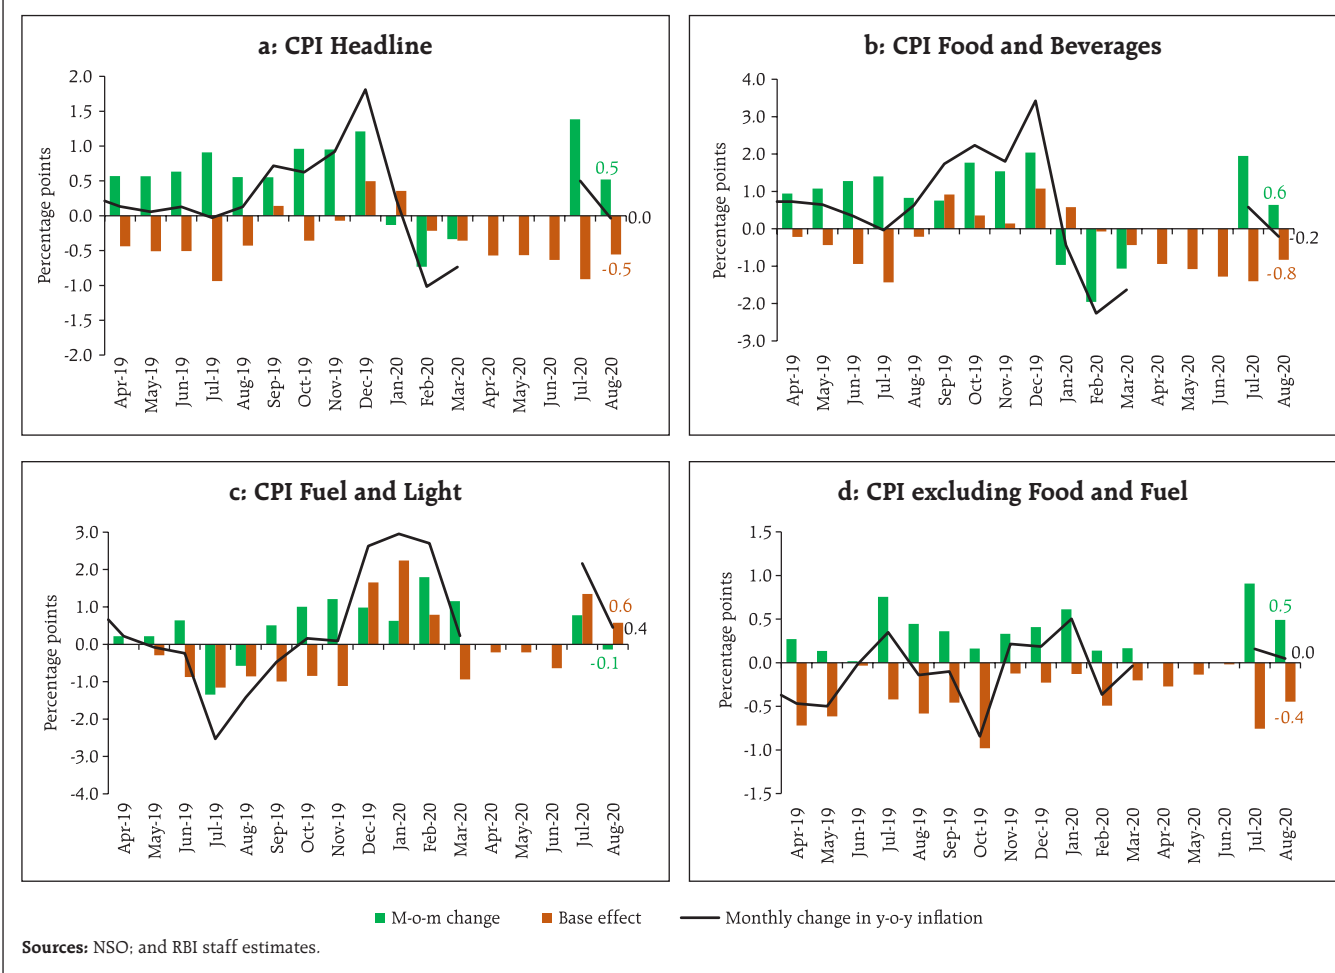 a: CPI Headline
Percentage points
2.0
1.5
1.0
0.5
0.0
-0.5
-1.0
-1.5
-2.0
0.5
0.0
-0.5
Apr-19
May-19
Jun-19
Jul-19
Aug-19
Sep-19
Oct-19
Nov-19
Dec-19
Jan-20
Feb-20
Mar-20
Apr-20
May-20
Jun-20
Jul-20
Aug-20
b: CPI Food and Beverages
Percentage points
4.0
3.0
2.0
1.0
0.0
-1.0
-2.0
-3.0
0.6
-0.2
-0.8
Apr-19
May-19
Jun-19
Jul-19
Aug-19
Sep-19
Oct-19
Nov-19
Dec-19
Jan-20
Feb-20
Mar-20
Apr-20
May-20
Jun-20
Jul-20
Aug-20
c: CPI Fuel and Light
Percentage points
3.0
2.0
1.0
0.0
-1.0
-2.0
-3.0
-4.0
0.6
0.4
-0.1
Apr-19
May-19
Jun-19
Jul-19
Aug-19
Sep-19
Oct-19
Nov-19
Dec-19
Jan-20
Feb-20
Mar-20
Apr-20
May-20
Jun-20
Jul-20
Aug-20
d: CPI excluding Food and Fuel
Percentage points
1.5
1.0
0.5
0.0
-0.5
-1.0
-1.5
0.5
0.0
-0.4
Apr-19
May-19
Jun-19
Jul-19
Aug-19
Sep-19
Oct-19
Nov-19
Dec-19
Jan-20
Feb-20
Mar-20
Apr-20
May-20
Jun-20
Jul-20
Aug-20
M-o-m change Base effect Monthly change in y-o-y inflation
Sources: NSO; and RBI staff estimates.